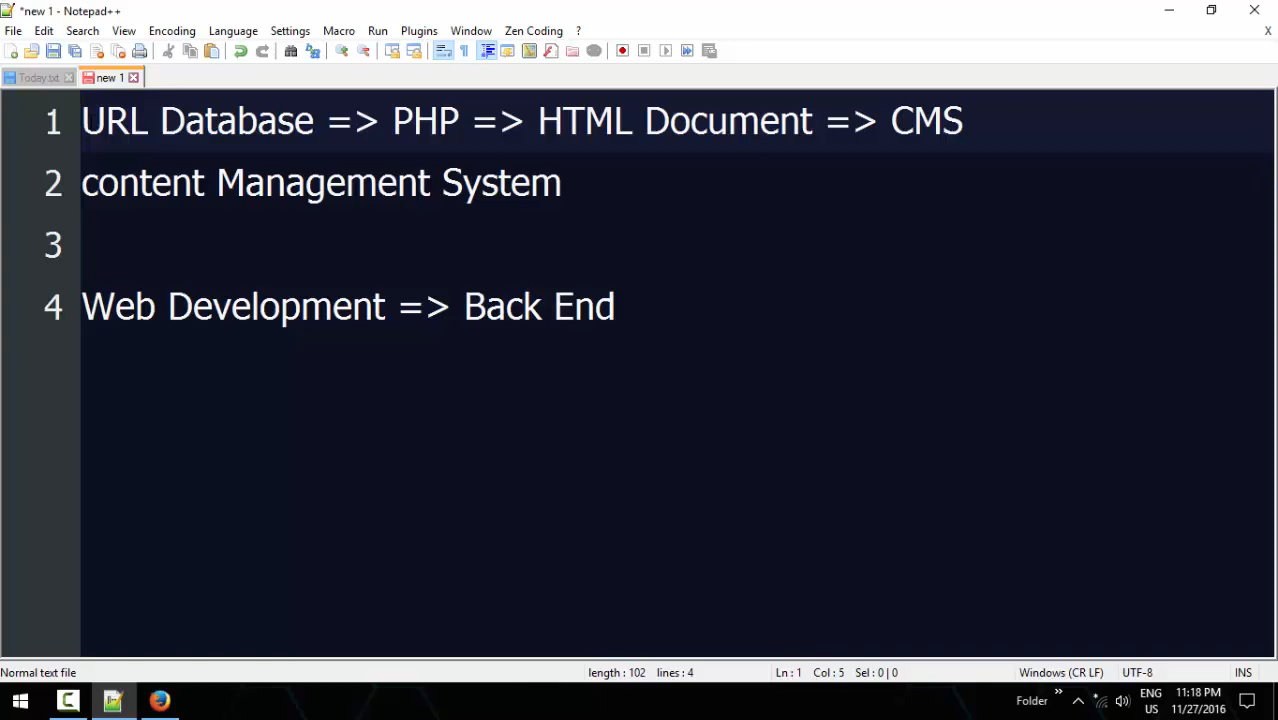 *new 1 - Notepad++
File Edit Search View Encoding Language Settings Macro Run Plugins Window Zen Coding ? X
Today.txt new 1
1 URL Database => PHP => HTML Document => CMS
2 content Management System
3
4 Web Development => Back End
Normal text file length : 102 lines : 4 Ln : 1 Col : 5 Sel : 0 | 0 Windows (CR LF) UTF-8 INS
Folder » ENG 11:18 PM
US 11/27/2016